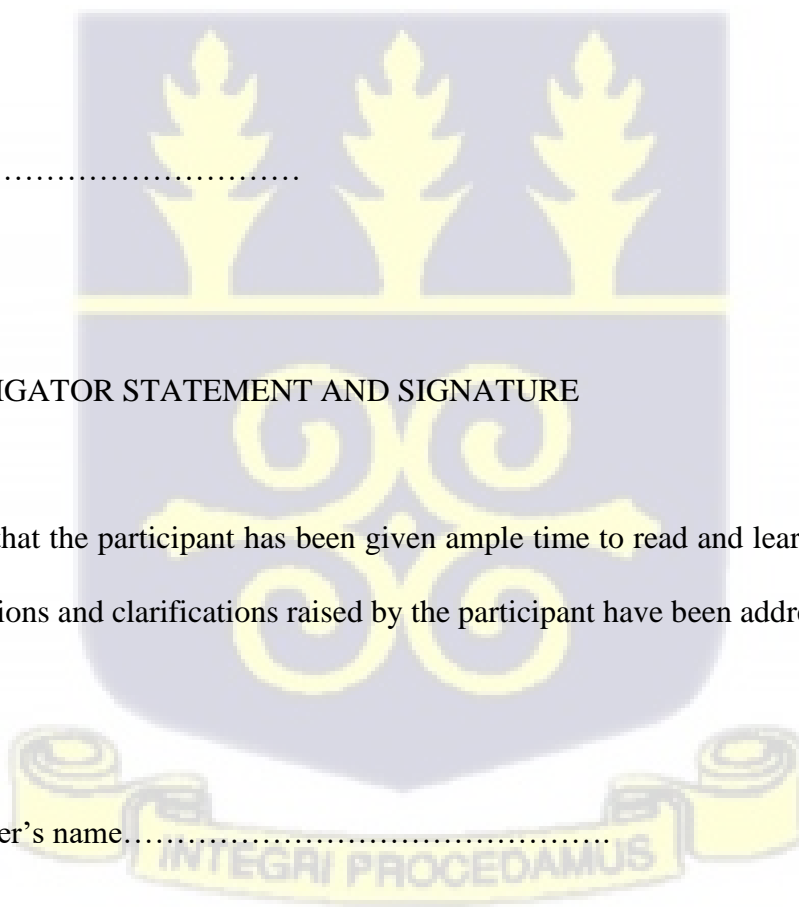 …………………………
IGATOR STATEMENT AND SIGNATURE
that the participant has been given ample time to read and lear
ions and clarifications raised by the participant have been addre
er’s name…………………………………….
INTEGRI PROCEDAMUS